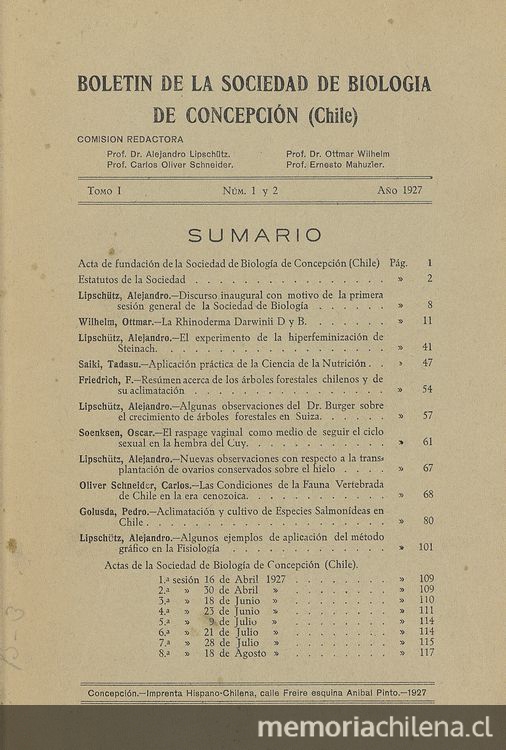 BOLETIN DE LA SOCIEDAD DE BIOLOGIA
DE CONCEPCIÓN (Chile)
COMISION REDACTORA
Prof. Dr. Alejandro Lipschütz. Prof. Dr. Ottmar Wilhelm
Prof. Carlos Oliver Schneider. Prof. Ernesto Mahuzier.
TOMO I NÚM. 1 y 2 AÑO 1927
SUMARIO
Acta de fundación de la Sociedad de Biología de Concepción (Chile) Pág. 1
Estatutos de la Sociedad . . . . . . . . . . . . » 2
Lipschütz, Alejandro.—Discurso inaugural con motivo de la primera
sesión general de la Sociedad de Biología . . . . . . . » 8
Wilhelm, Ottmar.—La Rhinoderma Darwinii D y B. . . . . . . » 11
Lipschütz, Alejandro.—El experimento de la hiperfeminización de
Steinach. . . . . . . . . . . . . . » 41
Saiki, Tadasu.—Aplicación práctica de la Ciencia de la Nutrición . . » 47
Friedrich, F.—Resúmen acerca de los árboles forestales chilenos y de
su aclimatación . . . . . . . . . . . . » 54
Lipschütz, Alejandro.—Algunas observaciones del Dr. Burger sobre
el crecimiento de árboles forestales en Suiza. . . . . . » 57
Soenksen, Oscar.—El raspage vaginal como medio de seguir el ciclo
sexual en la hembra del Cuy. . . . . . . . . . » 61
Lipschütz, Alejandro.—Nuevas observaciones con respecto a la trans-
plantación de ovarios conservados sobre el hielo . . . . . » 67
Oliver Schneider, Carlos.—Las Condiciones de la Fauna Vertebrada
de Chile en la era cenozoica. . . . . . . . . . » 68
Golusda, Pedro.—Aclimatación y cultivo de Especies Salmonídeas en
Chile . . . . . . . . . . . . . . » 80
Lipschütz, Alejandro.—Algunos ejemplos de aplicación del método
gráfico en la Fisiología . . . . . . . . . . » 101
Actas de la Sociedad de Biología de Concepción (Chile).
1.ª sesión 16 de Abril 1927 . . . . . . . . » 109
2.ª » 30 de Abril » . . . . . . . . » 109
3.ª » 18 de Junio » . . . . . . . . » 110
4.ª » 23 de Junio » . . . . . . . . » 111
5.ª » 9 de Julio » . . . . . . . . » 114
6.ª » 21 de Julio » . . . . . . . . » 114
7.ª » 28 de Julio » . . . . . . . . » 115
8.ª » 18 de Agosto » . . . . . . . . » 117
Concepción.—Imprenta Hispano-Chilena, calle Freire esquina Anibal Pinto.—1927
memoriachilena.cl